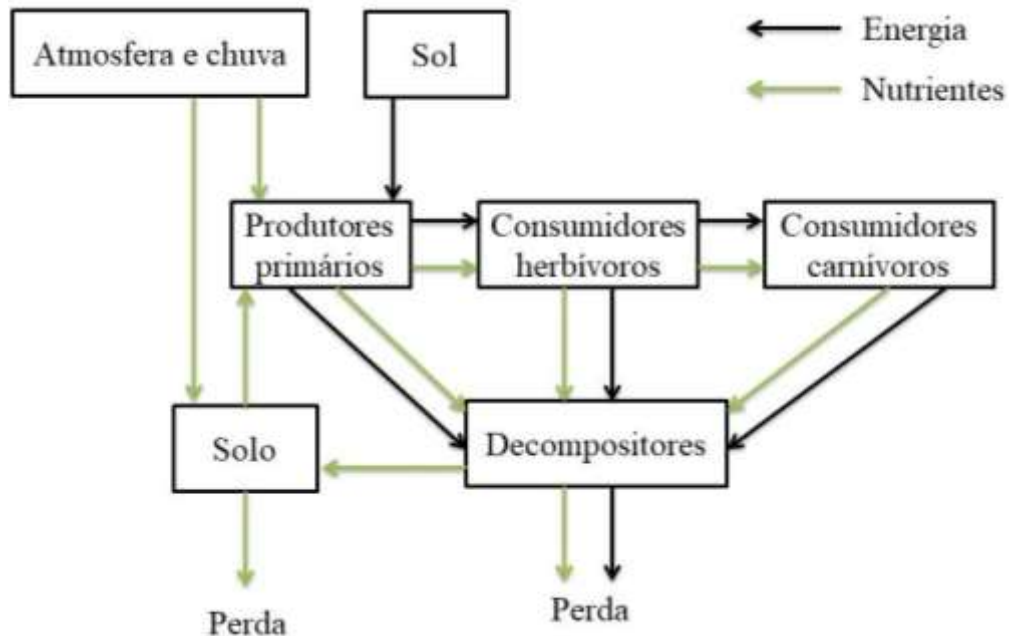 Atmosfera e chuva
Sol
Energia
Nutrientes
Produtores
primários
Consumidores
herbívoros
Consumidores
carnívoros
Solo
Decompositores
Perda
Perda